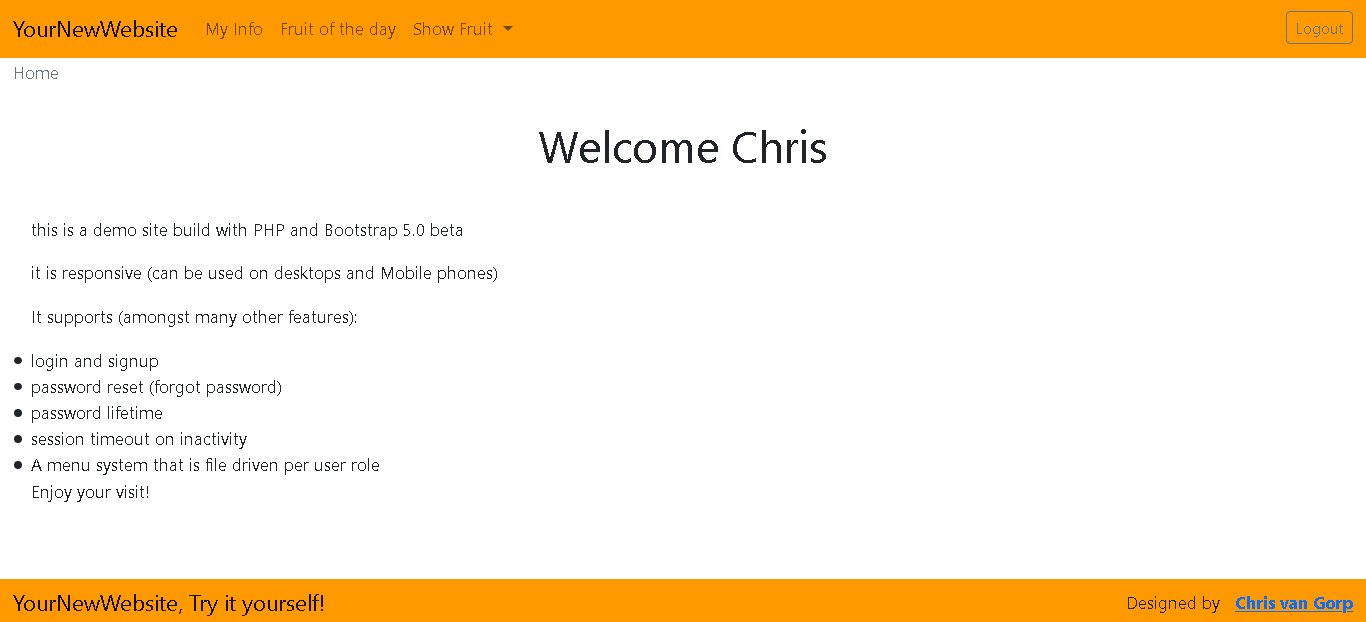 YourNewWebsite My Info Fruit of the day Show Fruit Logout
Home
Welcome Chris
this is a demo site build with PHP and Bootstrap 5.0 beta
it is responsive (can be used on desktops and Mobile phones)
It supports (amongst many other features):
login and signup
password reset (forgot password)
password lifetime
session timeout on inactivity
A menu system that is file driven per user role
Enjoy your visit!
YourNewWebsite, Try it yourself! Designed by Chris van Gorp